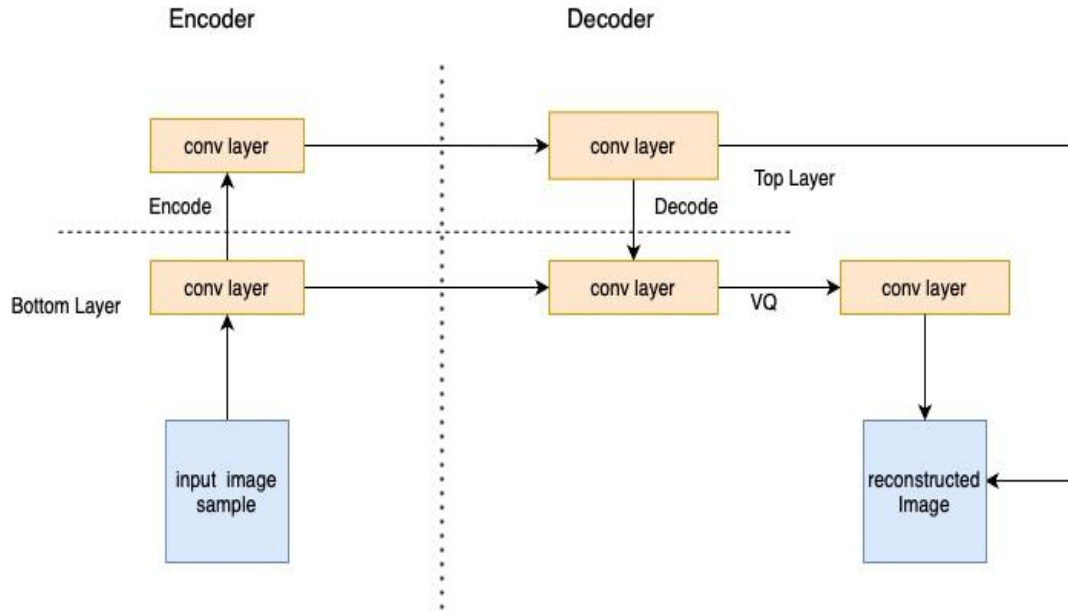 Encoder
Decoder
conv layer
conv layer
Top Layer
Encode
Decode
conv layer
conv layer
conv layer
Bottom Layer
VQ
input image
sample
reconstructed
Image